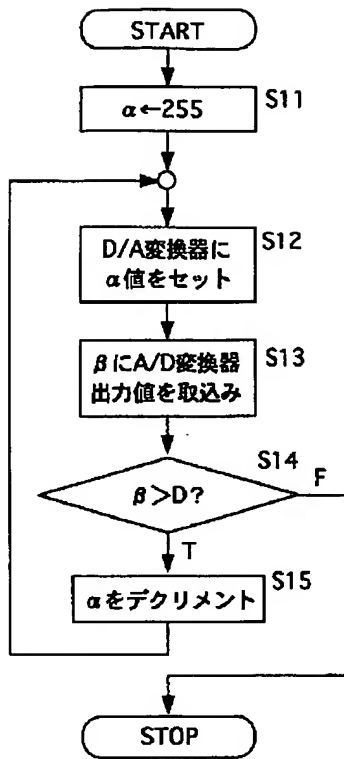 START
α←255
S11
D/A変換器に
α値をセット
S12
βにA/D変換器
出力値を取込み
S13
β>D?
S14
F
T
αをデクリメント
S15
STOP